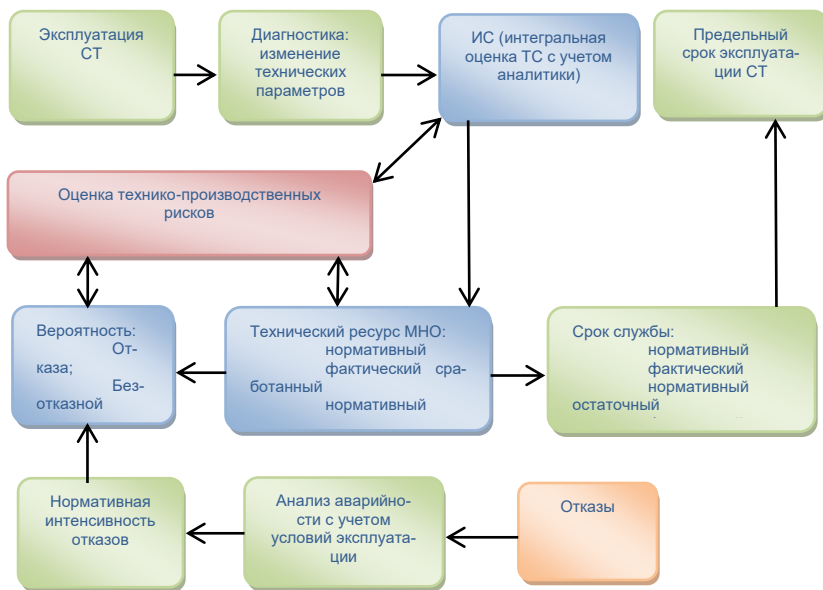 Эксплуатация
СТ
Диагностика:
изменение
технических
параметров
ИС (интегральная
оценка ТС с учетом
аналитики)
Предельный
срок эксплуата-
ции СТ
Оценка технико-производственных
рисков
Вероятность:
От-
каза;
Без-
отказной
Технический ресурс МНО:
нормативный
фактический сра-
ботанный
нормативный
Срок службы:
нормативный
фактический
нормативный
остаточный
Нормативная
интенсивность
отказов
Анализ аварийно-
сти с учетом
условий эксплуата-
ции
Отказы